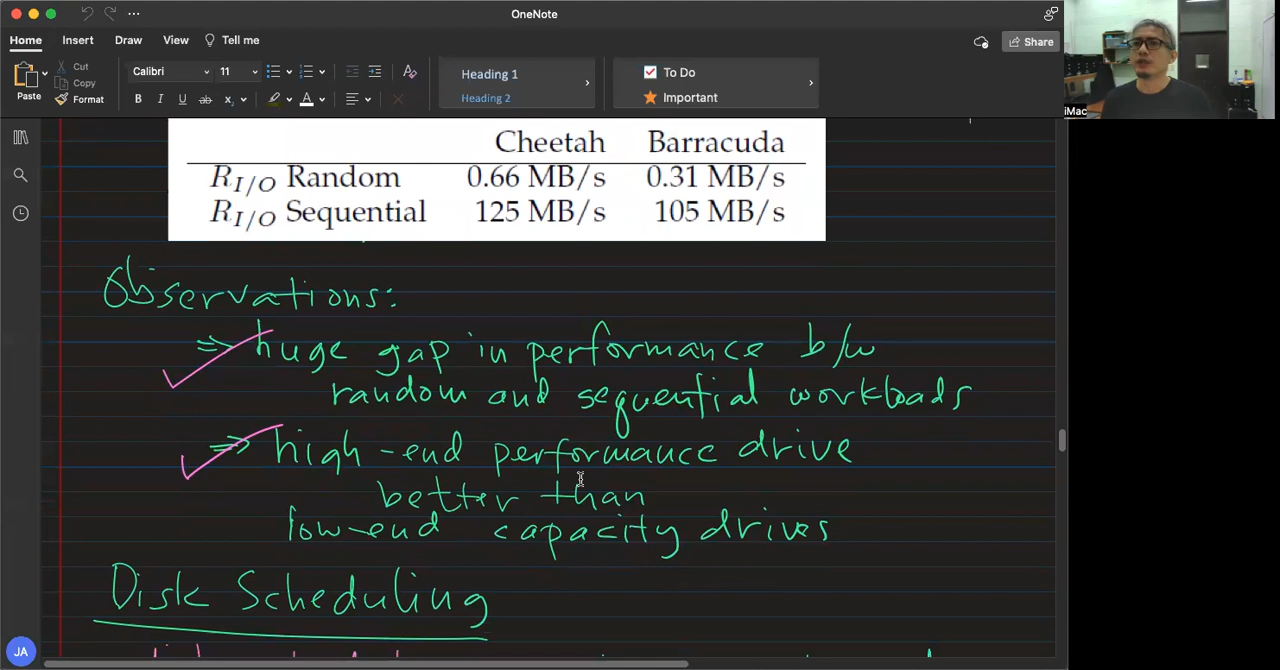 OneNote
Home Insert Draw View Tell me
Share
Paste
Cut
Copy
Format
Calibri 11
B I U ab x A
Heading 1
Heading 2
To Do
Important
iMac
Cheetah Barracuda
R_I/O Random 0.66 MB/s 0.31 MB/s
R_I/O Sequential 125 MB/s 105 MB/s
Observations:
⇒ huge gap in performance b/w
random and sequential workloads
⇒ high-end performance drive
better than
low-end capacity drives
Disk Scheduling
JA